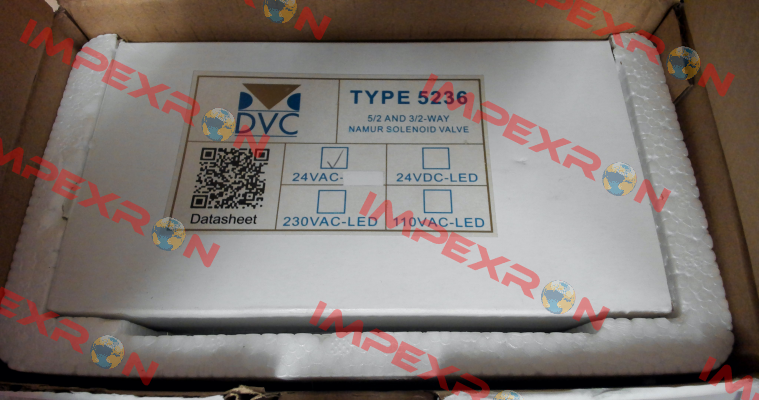 DVC
TYPE 5236
5/2 AND 3/2-WAY
NAMUR SOLENOID VALVE
Datasheet
24VAC-
24VDC-LED
230VAC-LED
110VAC-LED
IMPEXRON
IMPEXRON
IMPEXRON
IMPEXRON
IMPEXRON
IMPEXRON